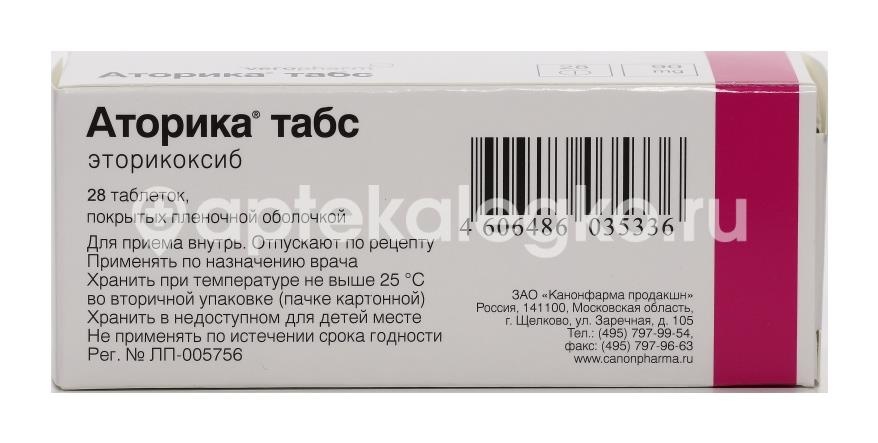 veropharm
Аторика табс
28
90 mg
Аторика® табс
эторикоксиб
28 таблеток,
покрытых пленочной оболочкой
Для приема внутрь. Отпускают по рецепту
Применять по назначению врача
Хранить при температуре не выше 25 °C
во вторичной упаковке (пачке картонной)
Хранить в недоступном для детей месте
Не применять по истечении срока годности
Рег. № ЛП-005756
4 606486 035336
ЗАО «Канонфарма продакшн»
Россия, 141100, Московская область,
г. Щелково, ул. Заречная, д. 105
Тел.: (495) 797-99-54,
факс: (495) 797-96-63
www.canonpharma.ru
aptekalegko.ru